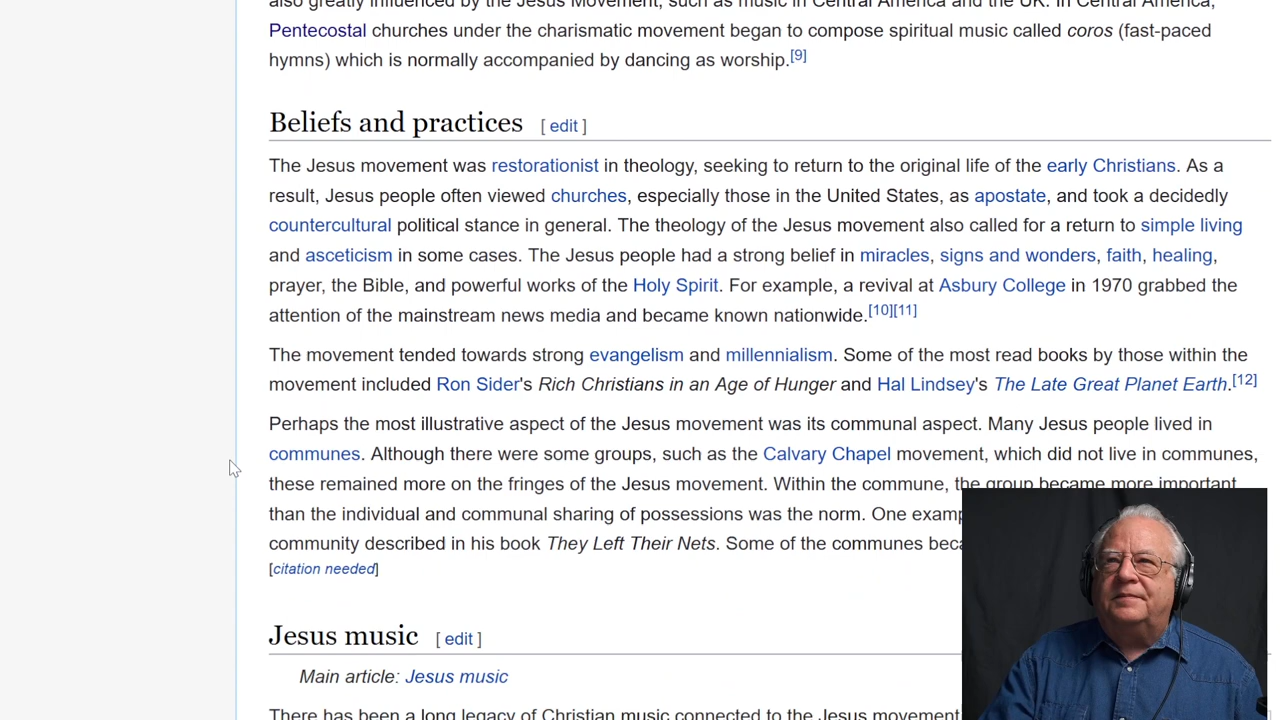 also greatly influenced by the Jesus Movement, such as music in Central America and the UK. In Central America,
Pentecostal churches under the charismatic movement began to compose spiritual music called coros (fast-paced
hymns) which is normally accompanied by dancing as worship.[9]
Beliefs and practices [ edit ]
The Jesus movement was restorationist in theology, seeking to return to the original life of the early Christians. As a
result, Jesus people often viewed churches, especially those in the United States, as apostate, and took a decidedly
countercultural political stance in general. The theology of the Jesus movement also called for a return to simple living
and asceticism in some cases. The Jesus people had a strong belief in miracles, signs and wonders, faith, healing,
prayer, the Bible, and powerful works of the Holy Spirit. For example, a revival at Asbury College in 1970 grabbed the
attention of the mainstream news media and became known nationwide.[10][11]
The movement tended towards strong evangelism and millennialism. Some of the most read books by those within the
movement included Ron Sider's Rich Christians in an Age of Hunger and Hal Lindsey's The Late Great Planet Earth.[12]
Perhaps the most illustrative aspect of the Jesus movement was its communal aspect. Many Jesus people lived in
communes. Although there were some groups, such as the Calvary Chapel movement, which did not live in communes,
these remained more on the fringes of the Jesus movement. Within the commune, the group became more important
than the individual and communal sharing of possessions was the norm. One
community described in his book They Left Their Nets. Some of the communes
[citation needed]
Jesus music [ edit ]
Main article: Jesus music
There has been a long legacy of Christian music connected to the Jesus movement